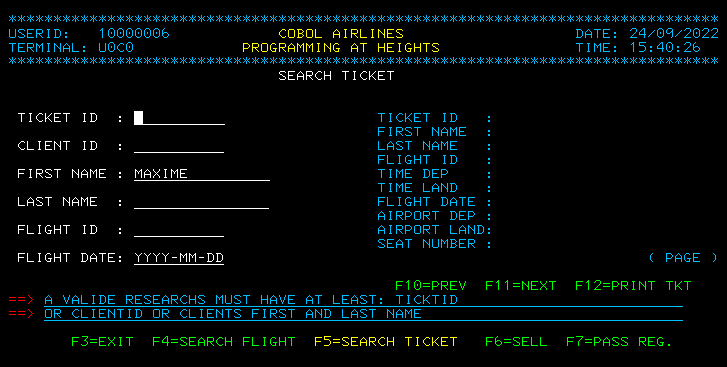 *******************************************************************************
USERID:   10000006            COBOL AIRLINES                   DATE: 24/09/2022
TERMINAL: U0C0            PROGRAMMING AT HEIGHTS               TIME: 15:40:26
*******************************************************************************
SEARCH TICKET
TICKET ID  : __________                 TICKET ID   :
FIRST NAME  :
CLIENT ID  : __________                 LAST NAME   :
FLIGHT ID   :
FIRST NAME : MAXIME                     TIME DEP    :
TIME LAND   :
LAST NAME  : _______________            FLIGHT DATE :
AIRPORT DEP :
FLIGHT ID  : __________                 AIRPORT LAND:
SEAT NUMBER :
FLIGHT DATE: YYYY-MM-DD                                               ( PAGE )
F10=PREV  F11=NEXT  F12=PRINT TKT
==> A VALIDE RESEARCHS MUST HAVE AT LEAST: TICKTID
==> OR CLIENTID OR CLIENTS FIRST AND LAST NAME
F3=EXIT  F4=SEARCH FLIGHT  F5=SEARCH TICKET   F6=SELL  F7=PASS REG.